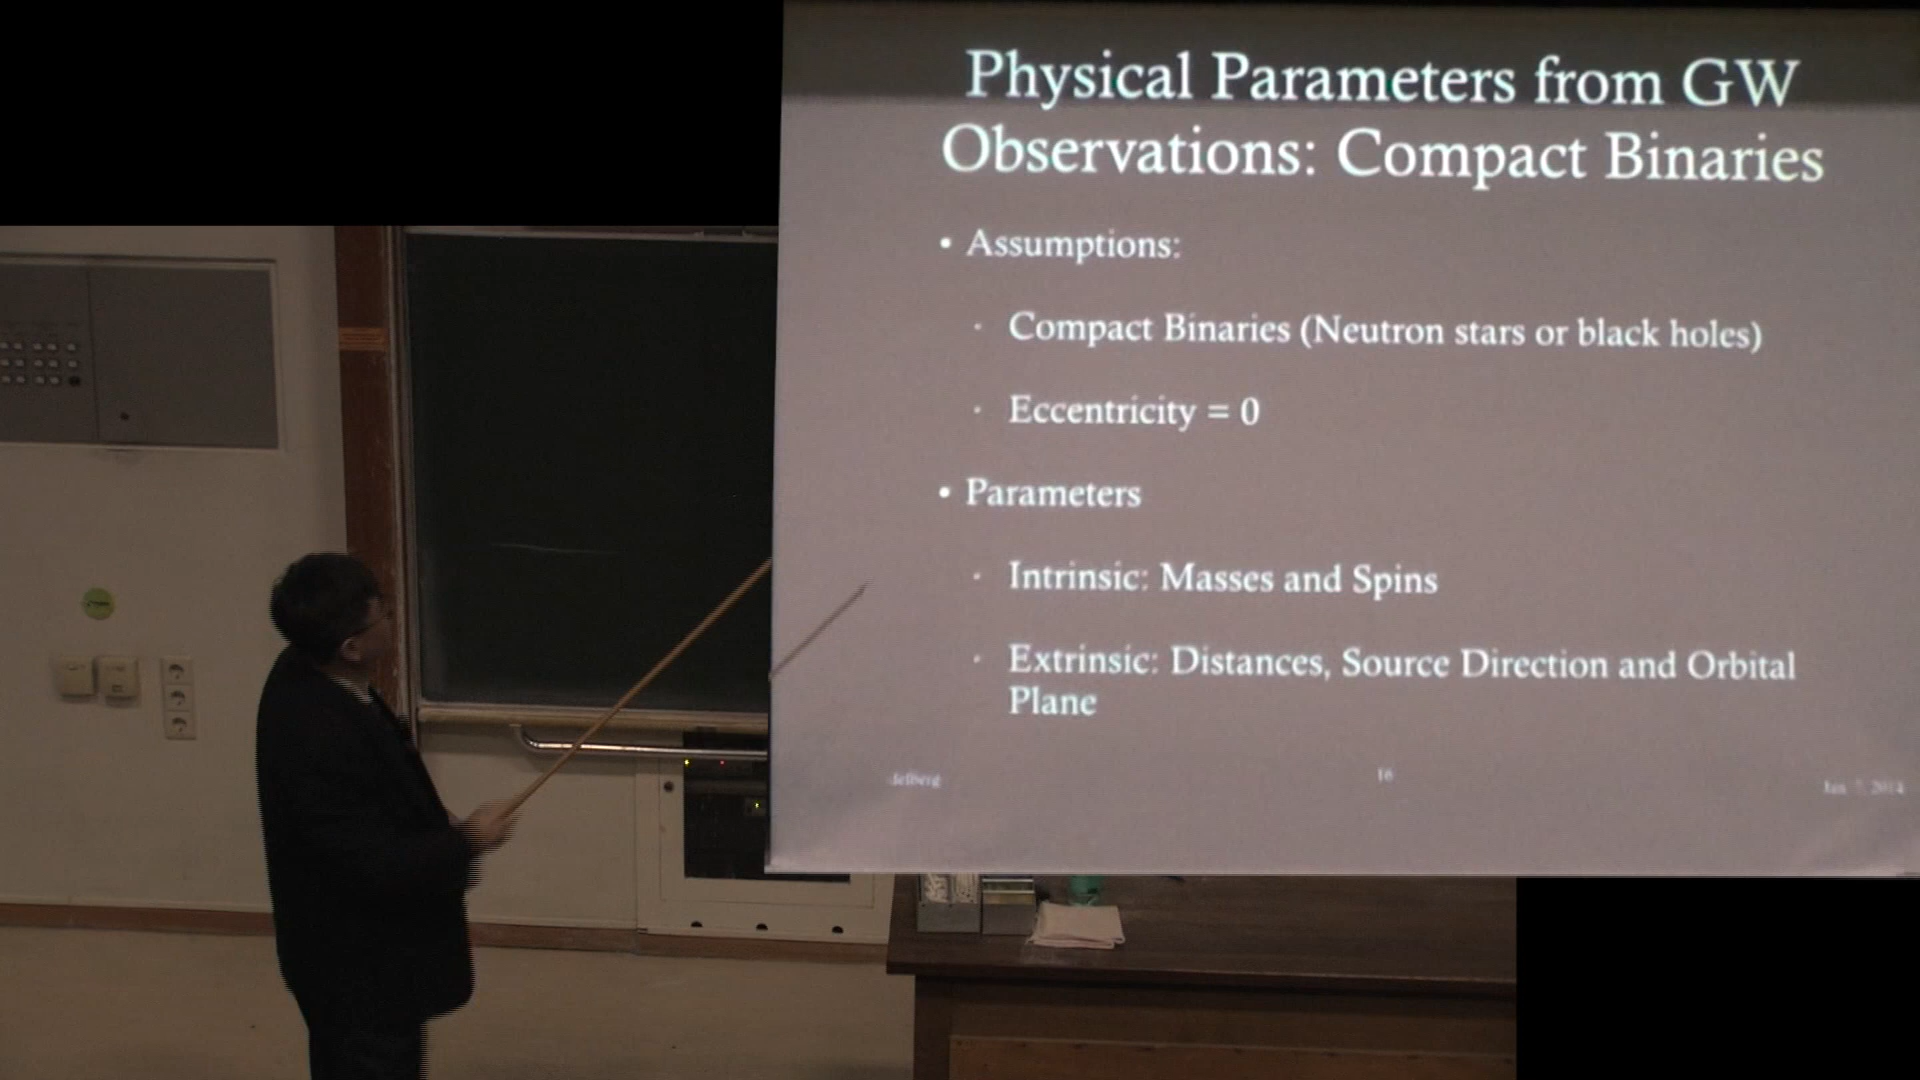 Physical Parameters from GW
Observations: Compact Binaries
• Assumptions:
• Compact Binaries (Neutron stars or black holes)
• Eccentricity = 0
• Parameters
• Intrinsic: Masses and Spins
• Extrinsic: Distances, Source Direction and Orbital
Plane
16